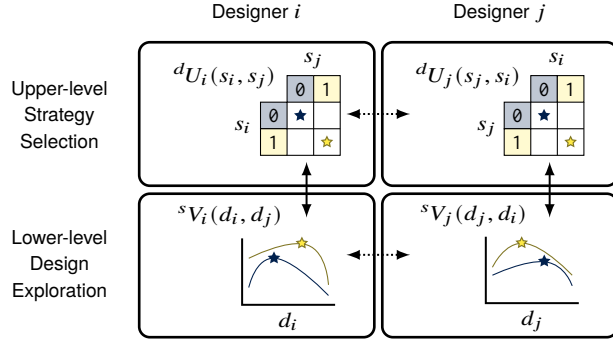 Designer i
Designer j
Upper-level
Strategy
Selection
ᵈUᵢ(sᵢ, sⱼ)
sⱼ
0 1
sᵢ
0
1
ᵈUⱼ(sⱼ, sᵢ)
sᵢ
0 1
sⱼ
0
1
Lower-level
Design
Exploration
ˢVᵢ(dᵢ, dⱼ)
dᵢ
ˢVⱼ(dⱼ, dᵢ)
dⱼ